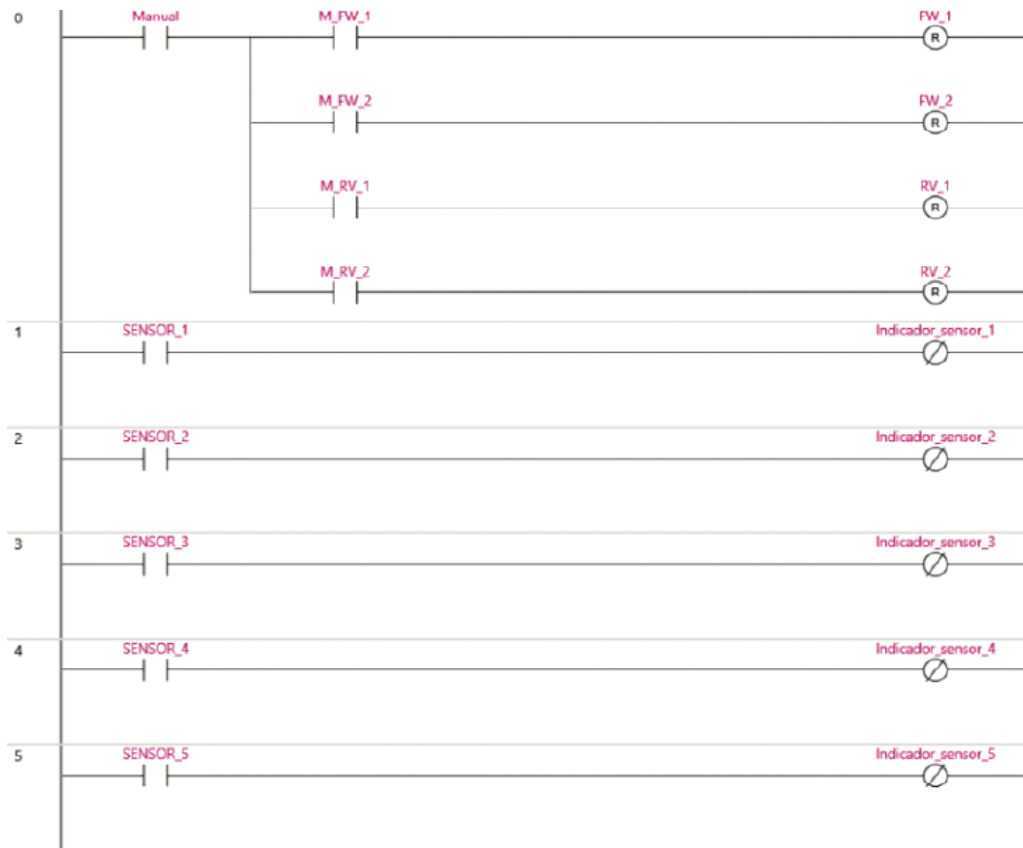 0 Manual M_FW_1 FW_1
R
M_FW_2 FW_2
R
M_RV_1 RV_1
R
M_RV_2 RV_2
R
1 SENSOR_1 Indicador_sensor_1
2 SENSOR_2 Indicador_sensor_2
3 SENSOR_3 Indicador_sensor_3
4 SENSOR_4 Indicador_sensor_4
5 SENSOR_5 Indicador_sensor_5